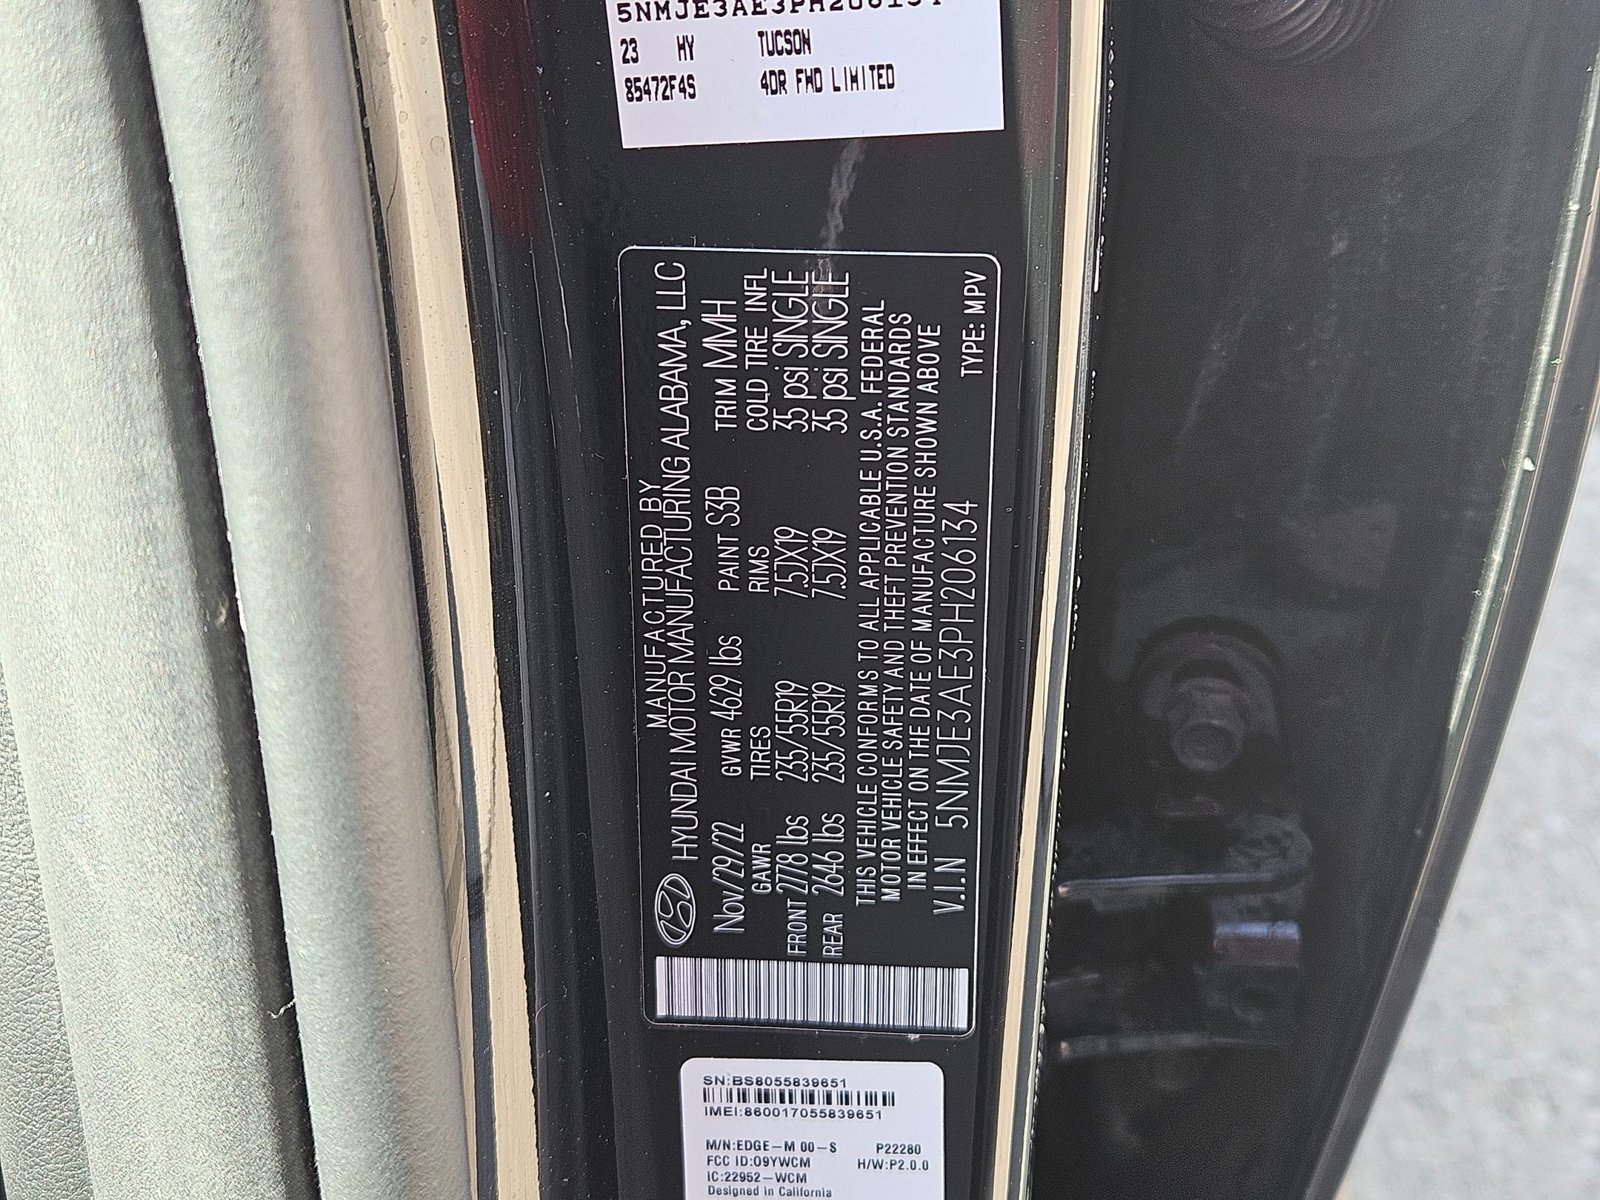 5NMJE3AE3PH206134
23 HY TUCSON
85472F4S 4DR FWD LIMITED
MANUFACTURED BY
HYUNDAI MOTOR MANUFACTURING ALABAMA, LLC
Nov/29/22 GWWR 4629 lbs PAINT S3B TRIM MMH
GAWR TIRES RIMS COLD TIRE INFL
FRONT 2778 lbs 235/55R19 7.5JX19 35 psi SINGLE
REAR 2646 lbs 235/55R19 7.5JX19 35 psi SINGLE
THIS VEHICLE CONFORMS TO ALL APPLICABLE U.S.A. FEDERAL
MOTOR VEHICLE SAFETY AND THEFT PREVENTION STANDARDS
IN EFFECT ON THE DATE OF MANUFACTURE SHOWN ABOVE
V.I.N 5NMJE3AE3PH206134 TYPE: MPV
SN:BS8055839651
IMEI:860017055839651
M/N:EDGE-M 00-S P22280
FCC ID:O9YWCM H/W:P2.0.0
IC:22952-WCM
Designed in California